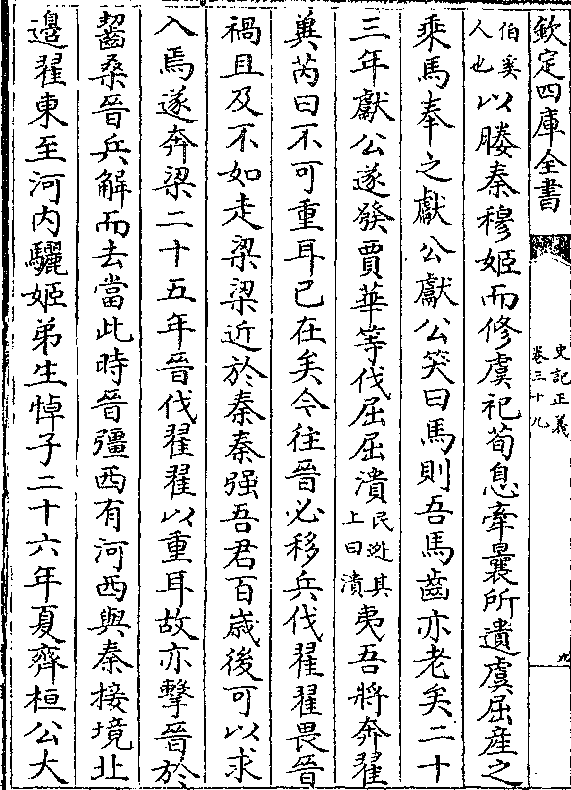 欽定四庫全書
史記正義
卷三十九
九
伯奚
人也以媵秦穆姬而修虞祀荀息牽曩所遺虞屈産之
乘馬奉之獻公獻公笑曰馬則吾馬齒亦老矣二十
三年獻公遂發賈華等伐屈屈潰民逃其上曰潰夷吾將奔翟
冀芮曰不可重耳已在矣今往晉必移兵伐翟翟畏晉
禍且及不如走梁梁近於秦秦强吾君百嵗後可以求
入焉遂奔梁二十五年晉伐翟翟以重耳故亦擊晉於
齧桑晉兵解而去當此時晉彊西有河西與秦接境北
邊翟東至河内驪姬弟生悼子二十六年夏齊桓公大